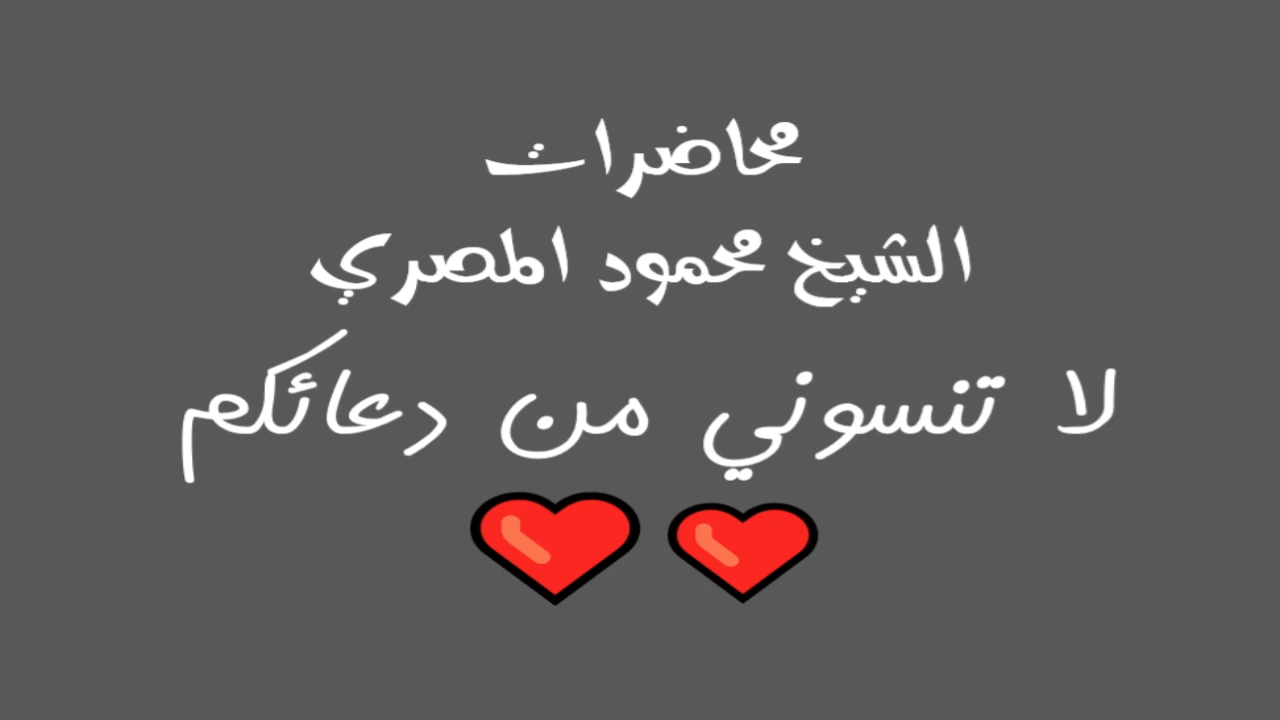 محاضرات
الشيخ محمود المصري
لا تنسوني من دعائكم